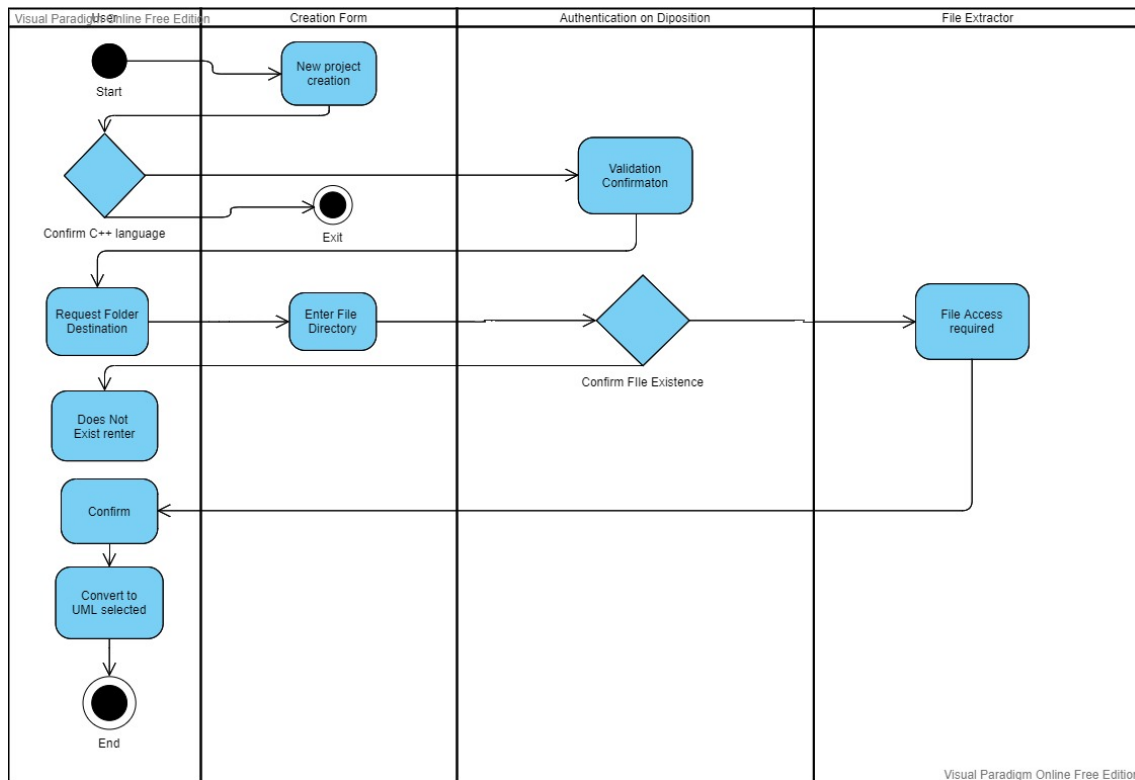 Visual Paradigm Online Free Edition
User
Creation Form
Authentication on Diposition
File Extractor
Start
New project
creation
Confirm C++ language
Exit
Validation
Confirmaton
Request Folder
Destination
Enter File
Directory
Confirm FIle Existence
File Access
required
Does Not
Exist renter
Confirm
Convert to
UML selected
End
Visual Paradigm Online Free Edition